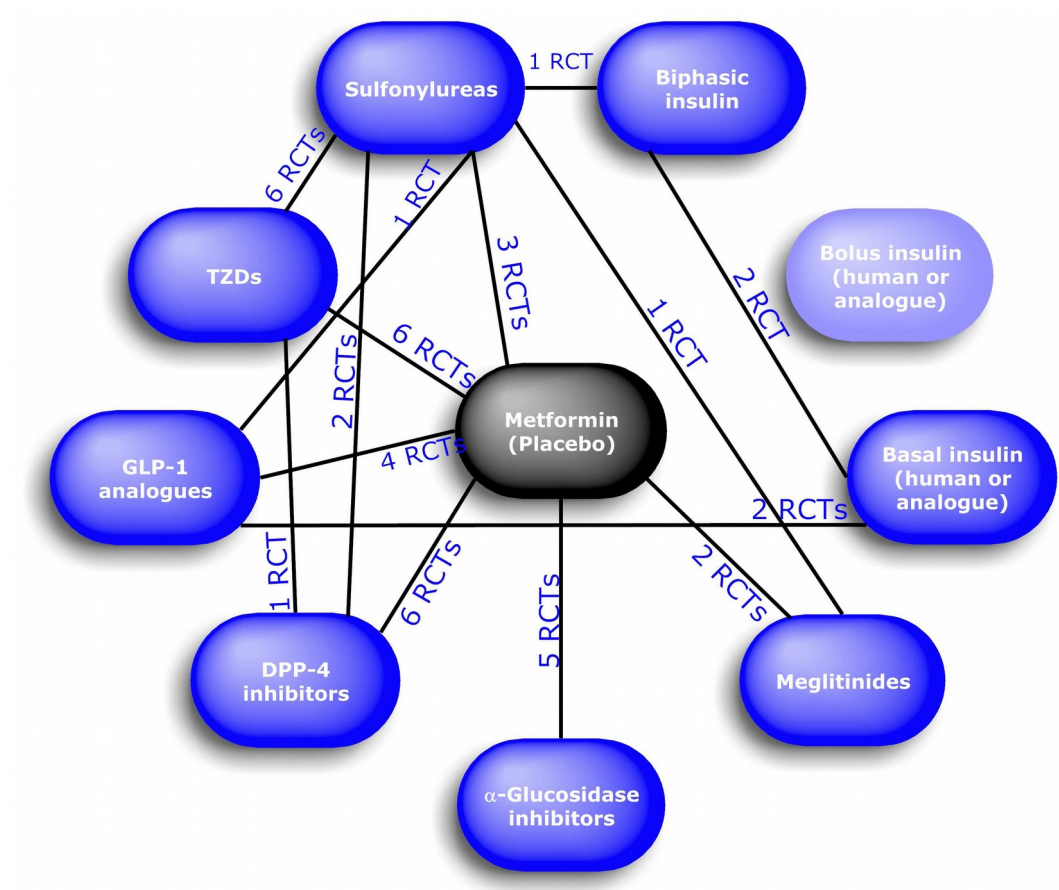 1 RCT
Sulfonylureas
Biphasic
insulin
6 RCTs
1 RCT
TZDs
3 RCTs
Bolus insulin
(human or
analogue)
2 RCT
1 RCT
2 RCTs
6 RCTs
Metformin
(Placebo)
4 RCTs
GLP-1
analogues
Basal insulin
(human or
analogue)
2 RCTs
1 RCT
6 RCTs
5 RCTs
2 RCTs
DPP-4
inhibitors
Meglitinides
α-Glucosidase
inhibitors